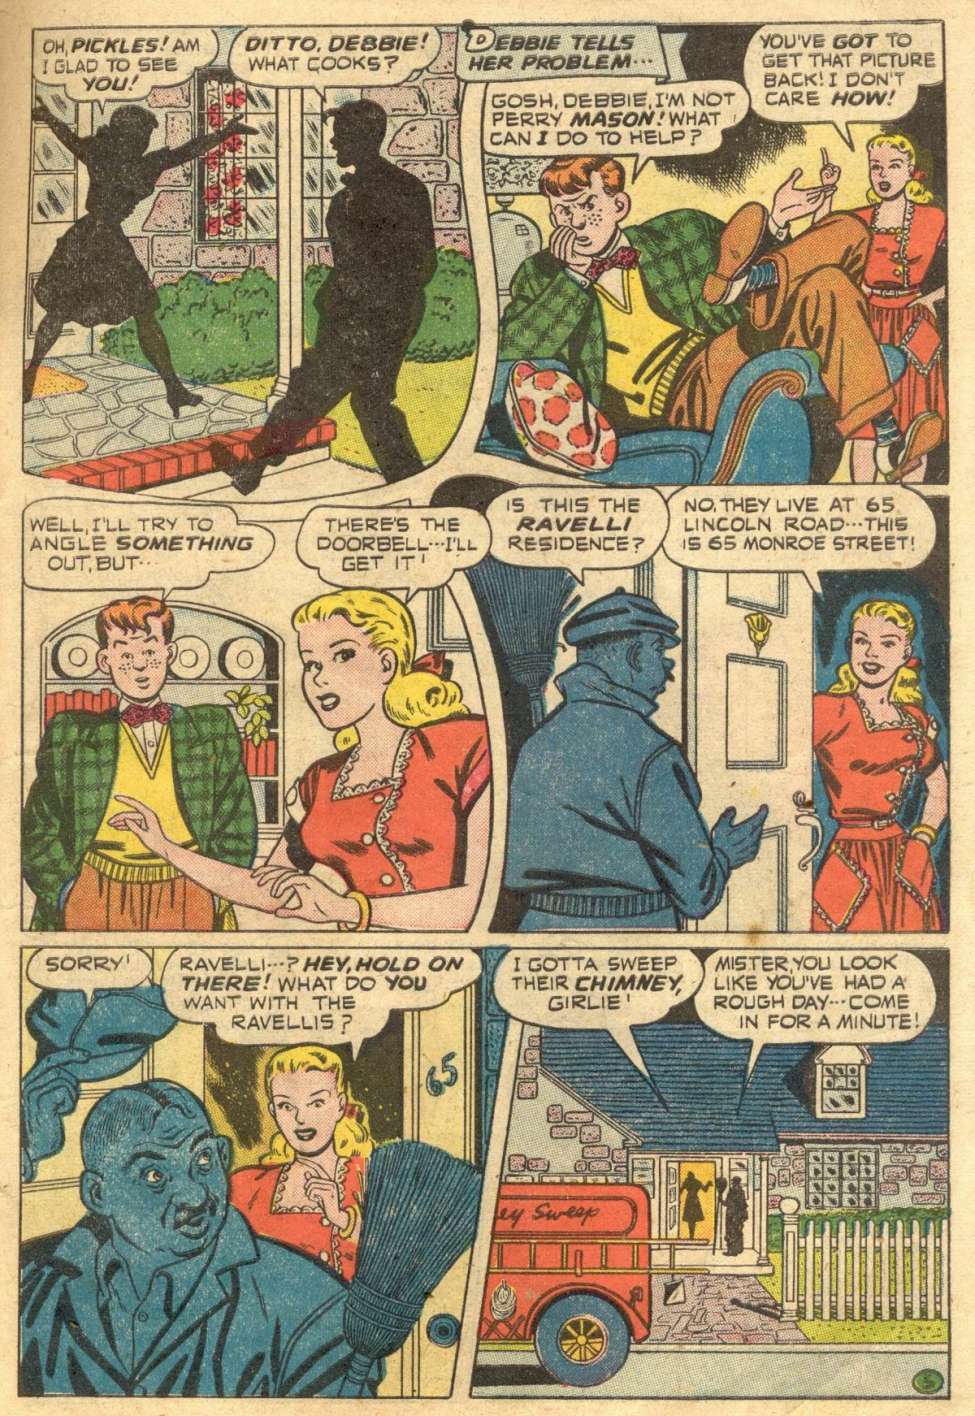 OH, PICKLES! AM
I GLAD TO SEE
YOU!
DITTO, DEBBIE!
WHAT COOKS?
DEBBIE TELLS
HER PROBLEM...
GOSH, DEBBIE, I'M NOT
PERRY MASON! WHAT
CAN I DO TO HELP?
YOU'VE GOT TO
GET THAT PICTURE
BACK! I DON'T
CARE HOW!
WELL, I'LL TRY TO
ANGLE SOMETHING
OUT, BUT..
THERE'S THE
DOORBELL...I'LL
GET IT!
IS THIS THE
RAVELLI
RESIDENCE?
NO, THEY LIVE AT 65
LINCOLN ROAD...THIS
IS 65 MONROE STREET!
SORRY!
RAVELLI...? HEY, HOLD ON
THERE! WHAT DO YOU
WANT WITH THE
RAVELLIS?
65
I GOTTA SWEEP
THEIR CHIMNEY,
GIRLIE!
MISTER, YOU LOOK
LIKE YOU'VE HAD A
ROUGH DAY...COME
IN FOR A MINUTE!
ey Sweep
5